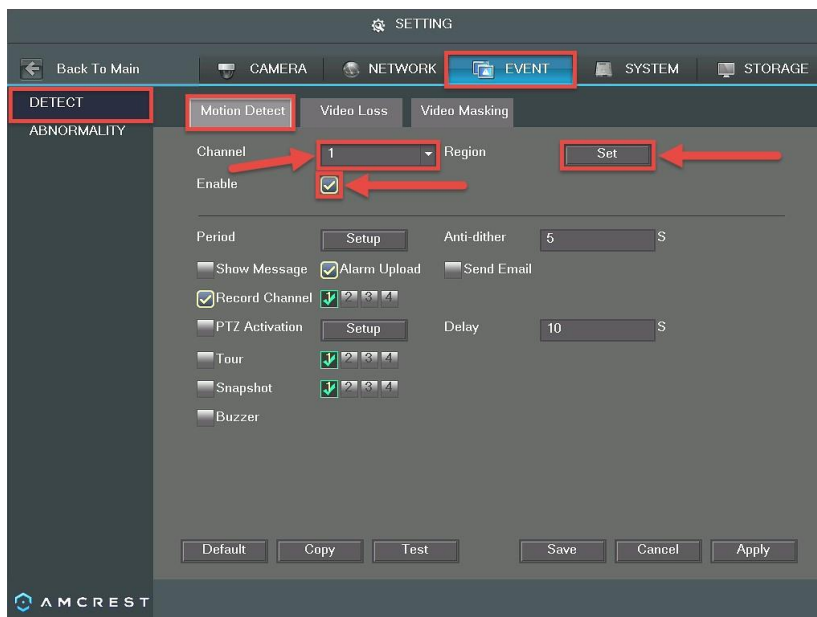 SETTING
Back To Main
CAMERA NETWORK EVENT SYSTEM STORAGE
DETECT
ABNORMALITY
Motion Detect Video Loss Video Masking
Channel 1 Region Set
Enable
Period Setup Anti-dither 5 S
Show Message Alarm Upload Send Email
Record Channel 1 2 3 4
PTZ Activation Setup Delay 10 S
Tour 1 2 3 4
Snapshot 1 2 3 4
Buzzer
Default Copy Test Save Cancel Apply
AMCREST